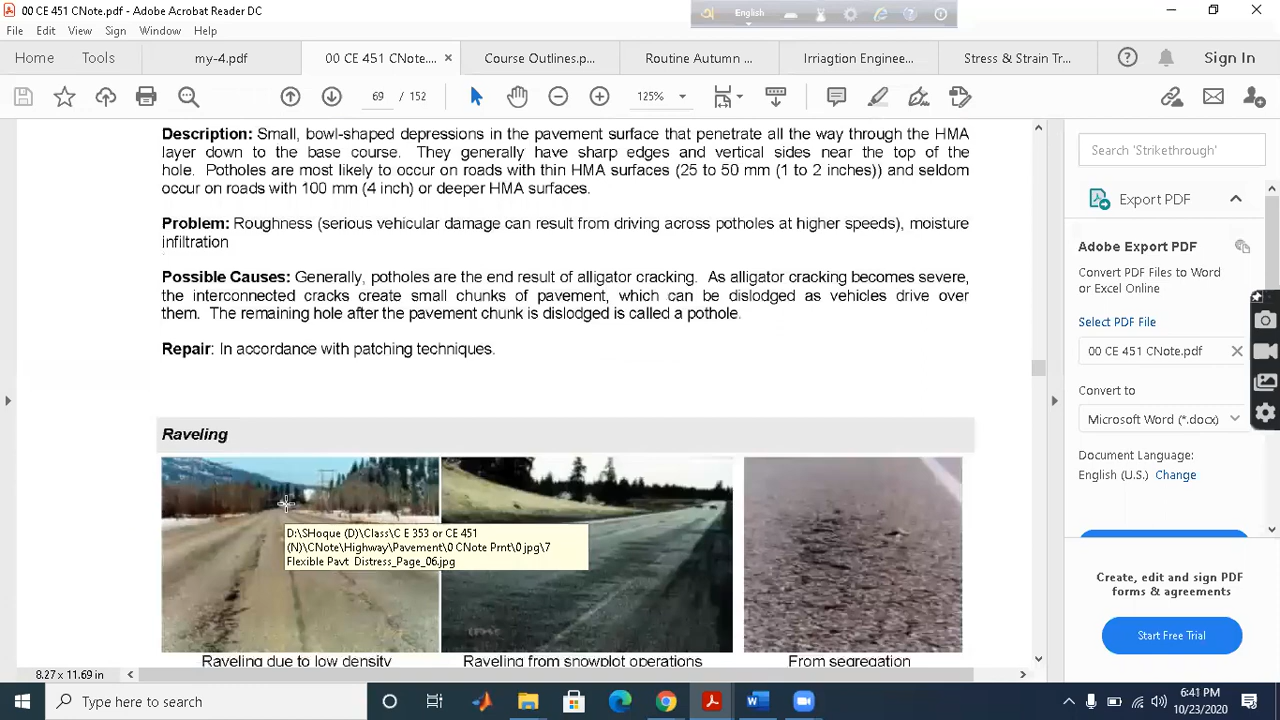 00 CE 451 CNote.pdf - Adobe Acrobat Reader DC
English
File Edit View Sign Window Help
Home Tools my-4.pdf 00 CE 451 CNote.... × Course Outlines.p... Routine Autumn ... Irriagtion Enginee... Stress & Strain Tr... Sign In
69 / 152 125%
Description: Small, bowl-shaped depressions in the pavement surface that penetrate all the way through the HMA
layer down to the base course. They generally have sharp edges and vertical sides near the top of the
hole. Potholes are most likely to occur on roads with thin HMA surfaces (25 to 50 mm (1 to 2 inches)) and seldom
occur on roads with 100 mm (4 inch) or deeper HMA surfaces.
Problem: Roughness (serious vehicular damage can result from driving across potholes at higher speeds), moisture
infiltration
Possible Causes: Generally, potholes are the end result of alligator cracking. As alligator cracking becomes severe,
the interconnected cracks create small chunks of pavement, which can be dislodged as vehicles drive over
them. The remaining hole after the pavement chunk is dislodged is called a pothole.
Repair: In accordance with patching techniques.
Raveling
D:\SHoque (D)\Class\C E 353 or CE 451
(N)\CNote\Highway\Pavement\0 CNote Prnt\0 jpg\7
Flexible Pavt Distress_Page_06.jpg
Raveling due to low density Raveling from snowplot operations From segregation
8.27 x 11.69 in
Search 'Strikethrough'
Export PDF
Adobe Export PDF
Convert PDF Files to Word
or Excel Online
Select PDF File
00 CE 451 CNote.pdf
Convert to
Microsoft Word (*.docx)
Document Language:
English (U.S.) Change
Create, edit and sign PDF
forms & agreements
Start Free Trial
Type here to search
6:41 PM
10/23/2020